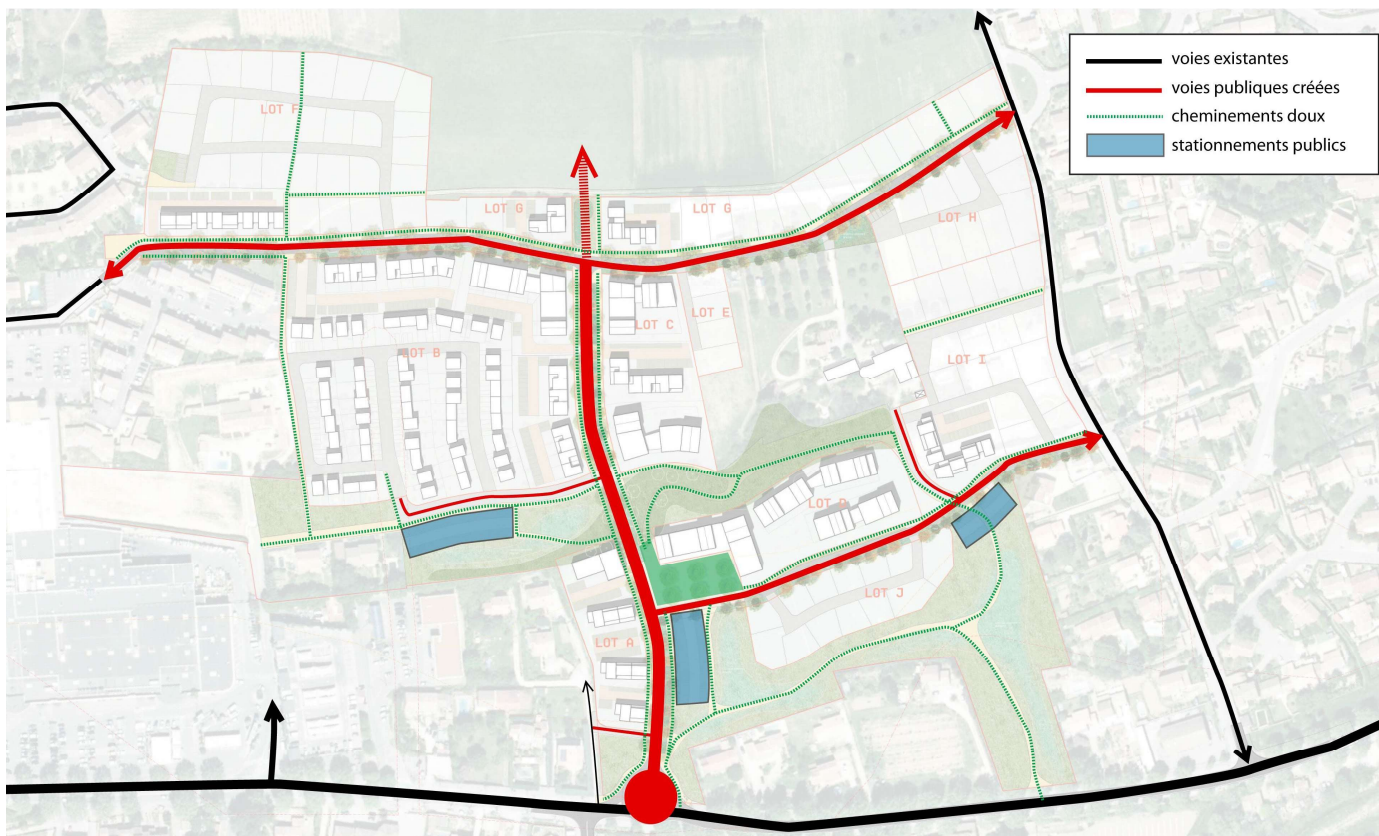 voies existantes
voies publiques créées
cheminements doux
stationnements publics
LOT F
LOT G
LOT G
LOT H
LOT E
LOT C
LOT B
LOT I
LOT D
LOT J
LOT A